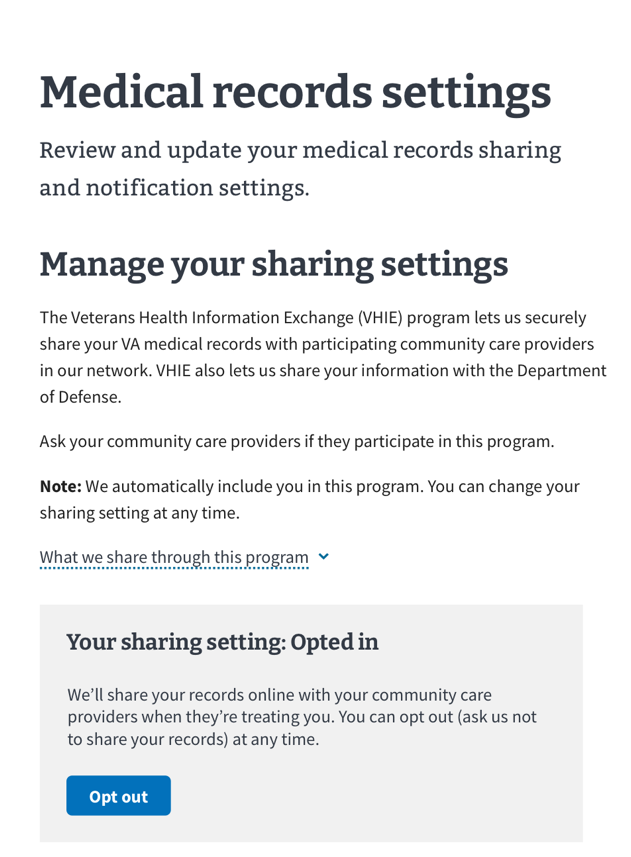 Medical records settings
Review and update your medical records sharing
and notification settings.
Manage your sharing settings
The Veterans Health Information Exchange (VHIE) program lets us securely
share your VA medical records with participating community care providers
in our network. VHIE also lets us share your information with the Department
of Defense.
Ask your community care providers if they participate in this program.
Note: We automatically include you in this program. You can change your
sharing setting at any time.
What we share through this program
Your sharing setting: Opted in
We’ll share your records online with your community care
providers when they’re treating you. You can opt out (ask us not
to share your records) at any time.
Opt out